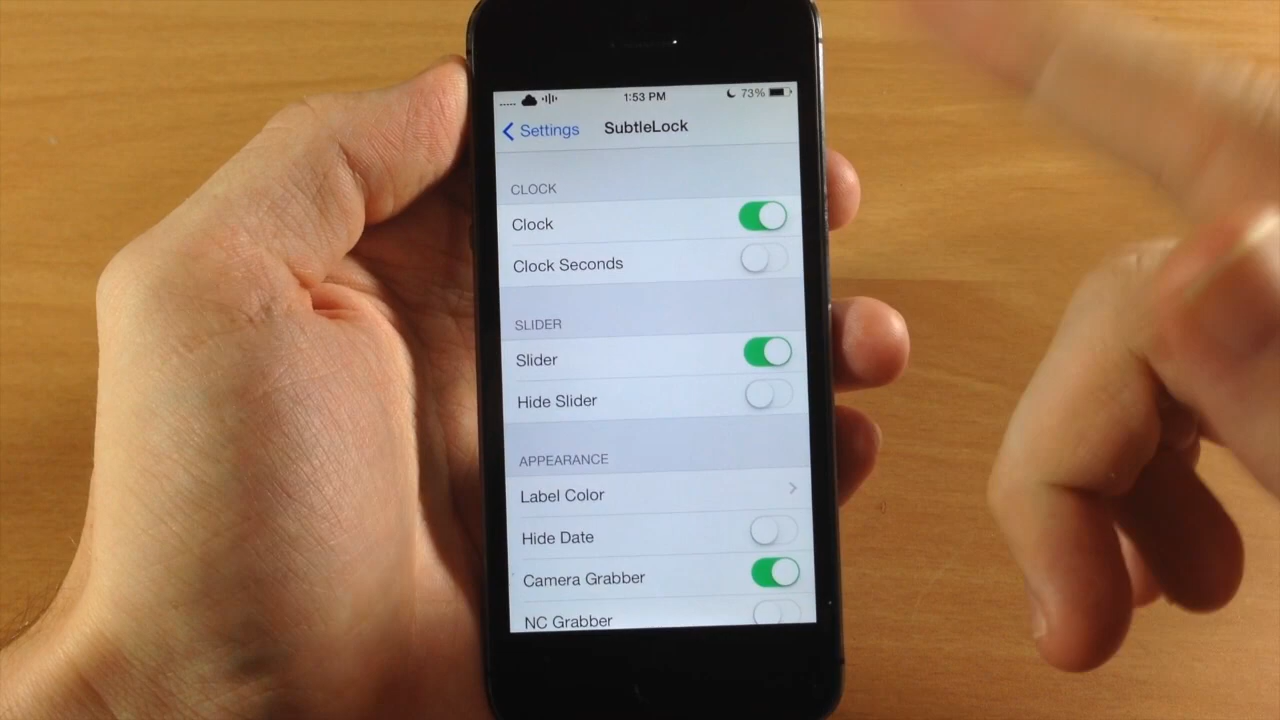 1:53 PM 73%
Settings SubtleLock
CLOCK
Clock
Clock Seconds
SLIDER
Slider
Hide Slider
APPEARANCE
Label Color
Hide Date
Camera Grabber
NC Grabber